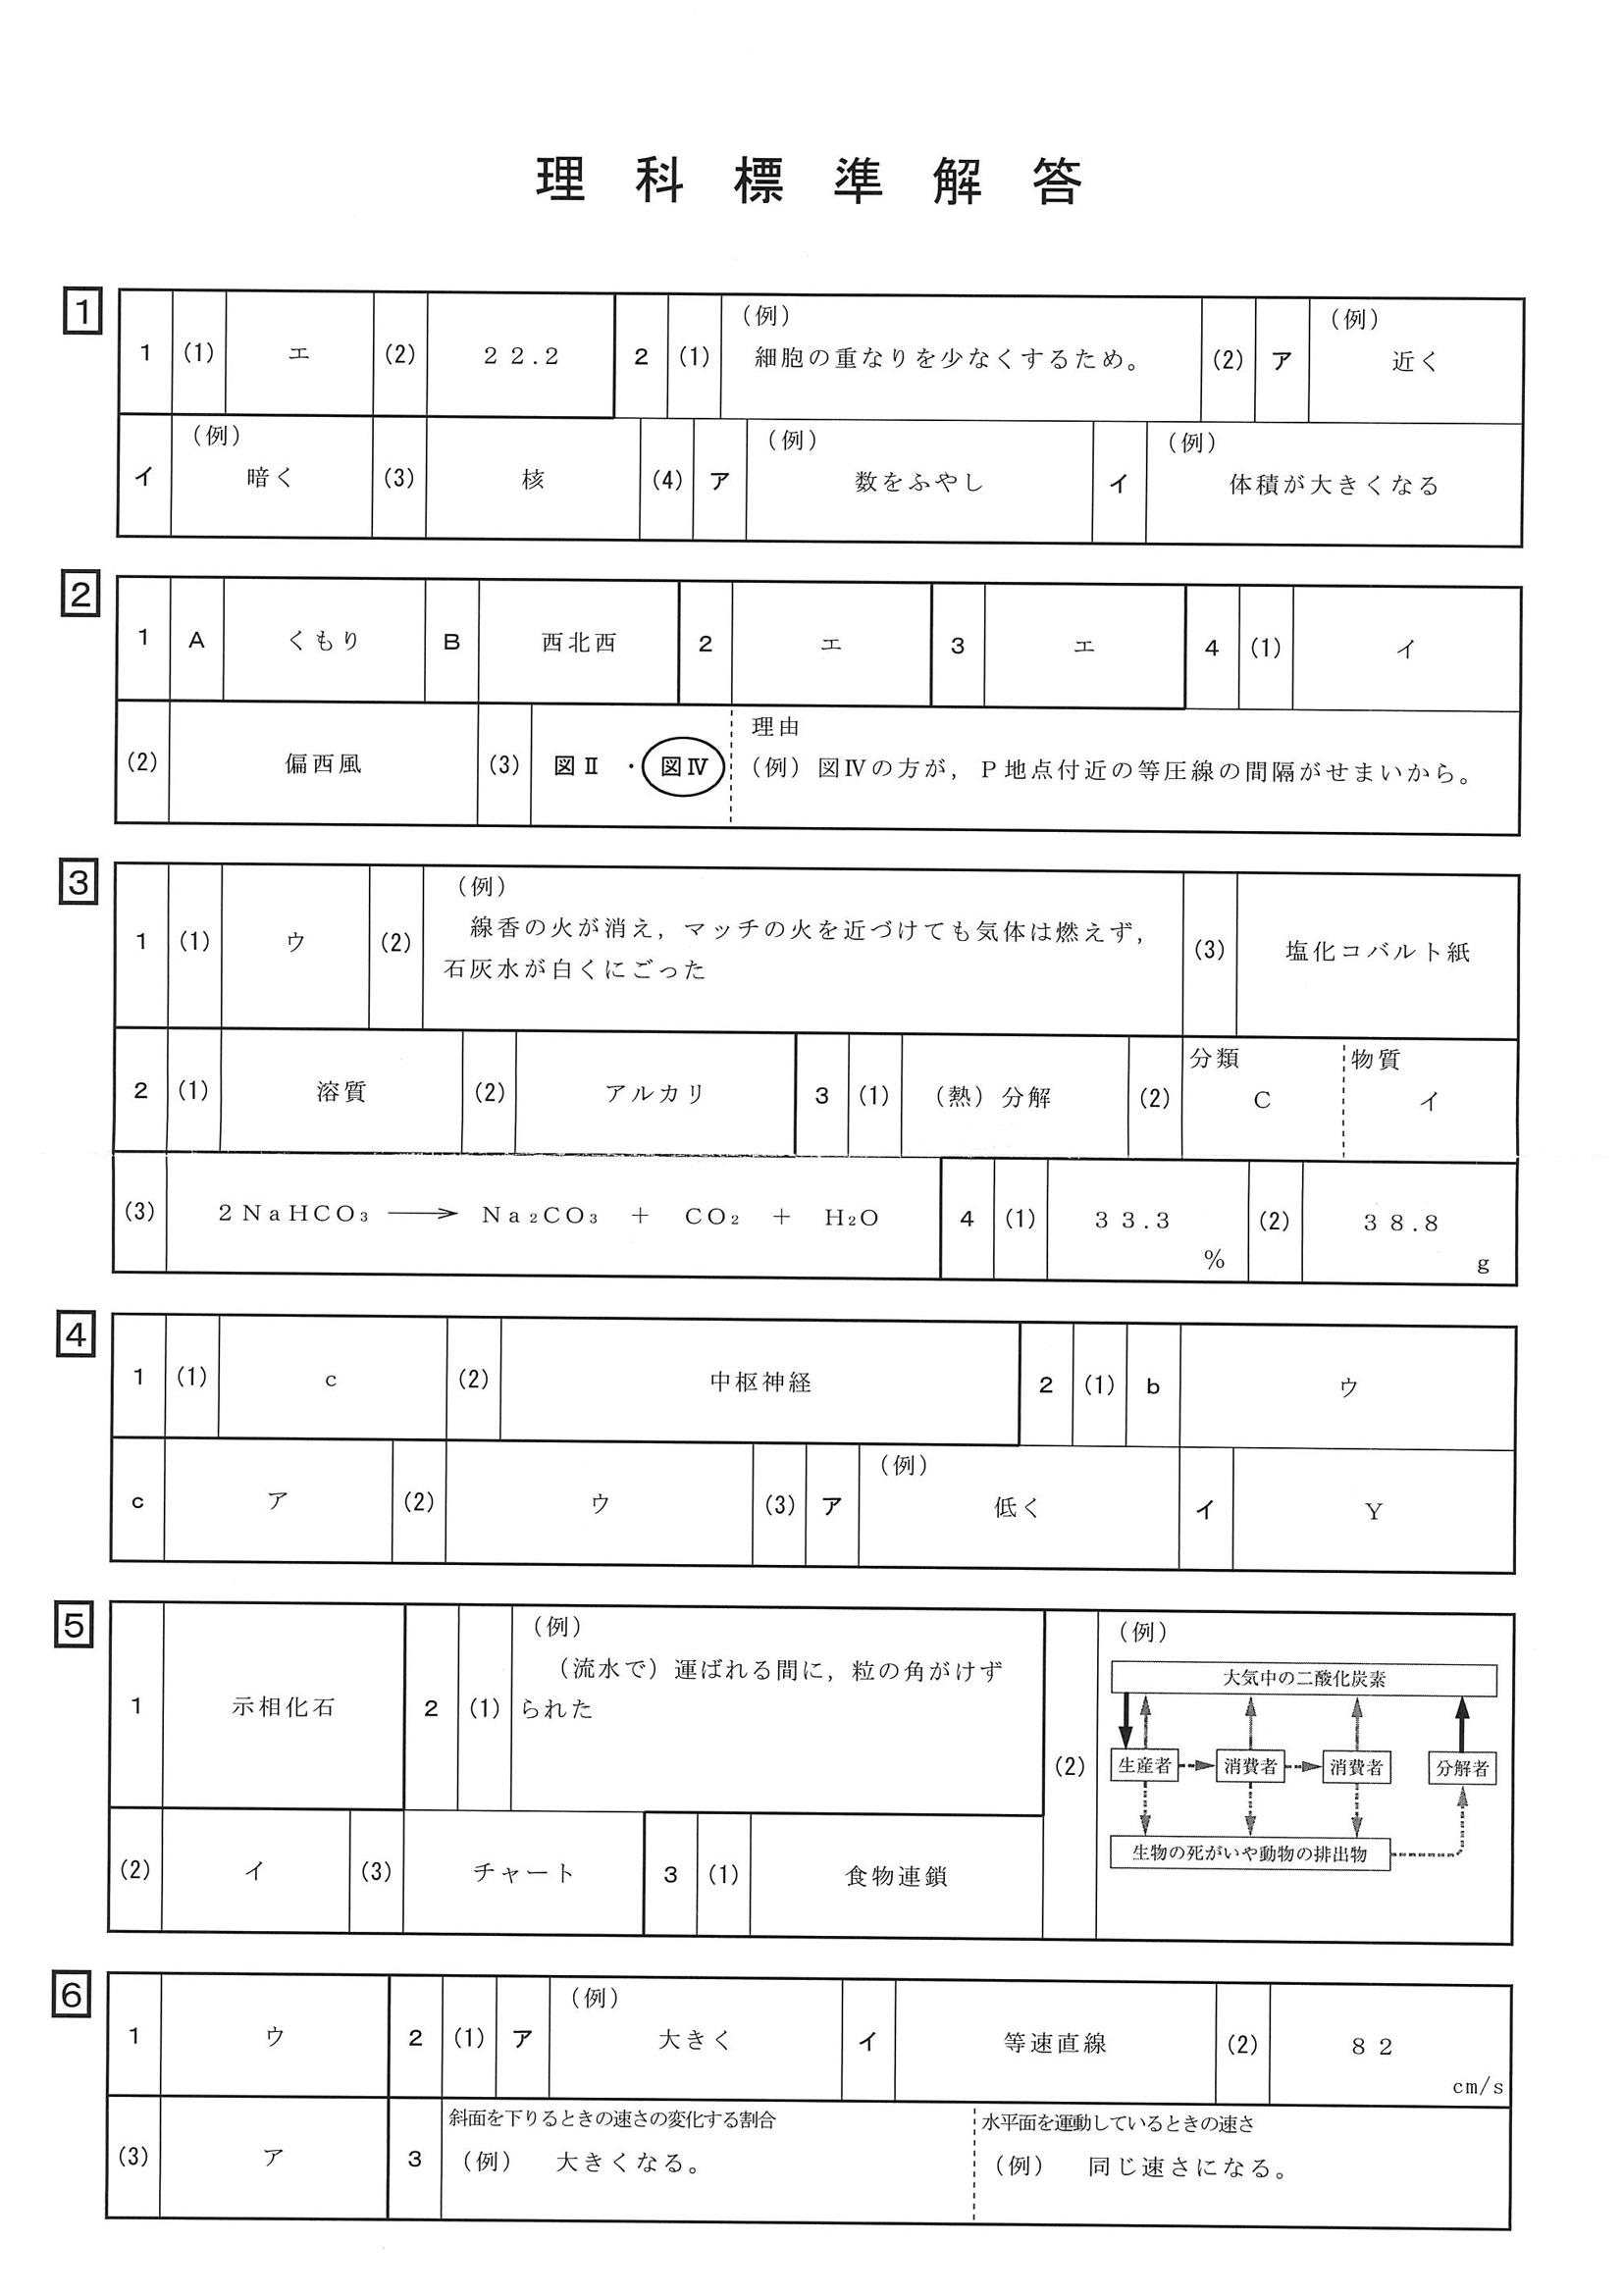 理科標準解答
1
1 (1) エ (2) 22.2 2 (1) (例) 細胞の重なりを少なくするため。 (2) ア (例) 近く
イ (例) 暗く (3) 核 (4) ア (例) 数をふやし イ (例) 体積が大きくなる
2
1 A くもり B 西北西 2 エ 3 エ 4 (1) イ
(2) 偏西風 (3) 図Ⅱ ・ 図Ⅳ 理由
(例) 図Ⅳの方が，P地点付近の等圧線の間隔がせまいから。
3
1 (1) ウ (2) (例)
線香の火が消え，マッチの火を近づけても気体は燃えず，
石灰水が白くにごった
(3) 塩化コバルト紙
2 (1) 溶質 (2) アルカリ 3 (1) (熱)分解 (2) 分類 C 物質 イ
(3) 2NaHCO₃ ⟶ Na₂CO₃ + CO₂ + H₂O 4 (1) 33.3 % (2) 38.8 g
4
1 (1) c (2) 中枢神経 2 (1) b ウ
c ア (2) ウ (3) ア (例) 低く イ Y
5
1 示相化石 2 (1) (例)
(流水で)運ばれる間に，粒の角がけず
られた
(2) イ (3) チャート 3 (1) 食物連鎖
(2) (例)
大気中の二酸化炭素
生産者 消費者 消費者 分解者
生物の死がいや動物の排出物
6
1 ウ 2 (1) ア (例) 大きく イ 等速直線 (2) 82 cm/s
(3) ア 3 斜面を下りるときの速さの変化する割合
(例) 大きくなる。
水平面を運動しているときの速さ
(例) 同じ速さになる。